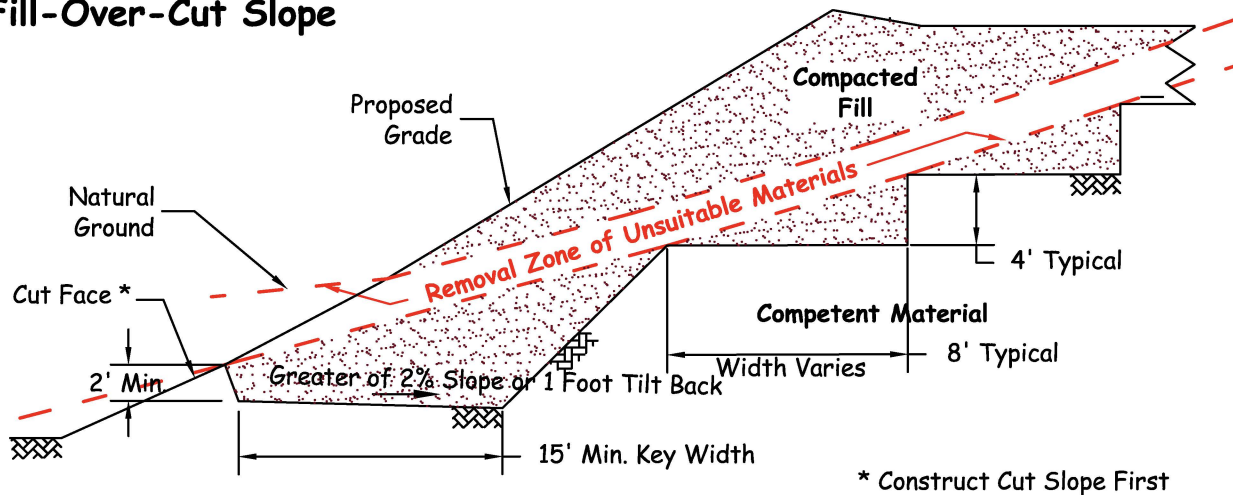 Fill-Over-Cut Slope
Compacted
Fill
Proposed
Grade
Natural
Ground
Removal Zone of Unsuitable Materials
Cut Face *
4' Typical
Competent Material
8' Typical
Width Varies
2' Min.
Greater of 2% Slope or 1 Foot Tilt Back
15' Min. Key Width
* Construct Cut Slope First